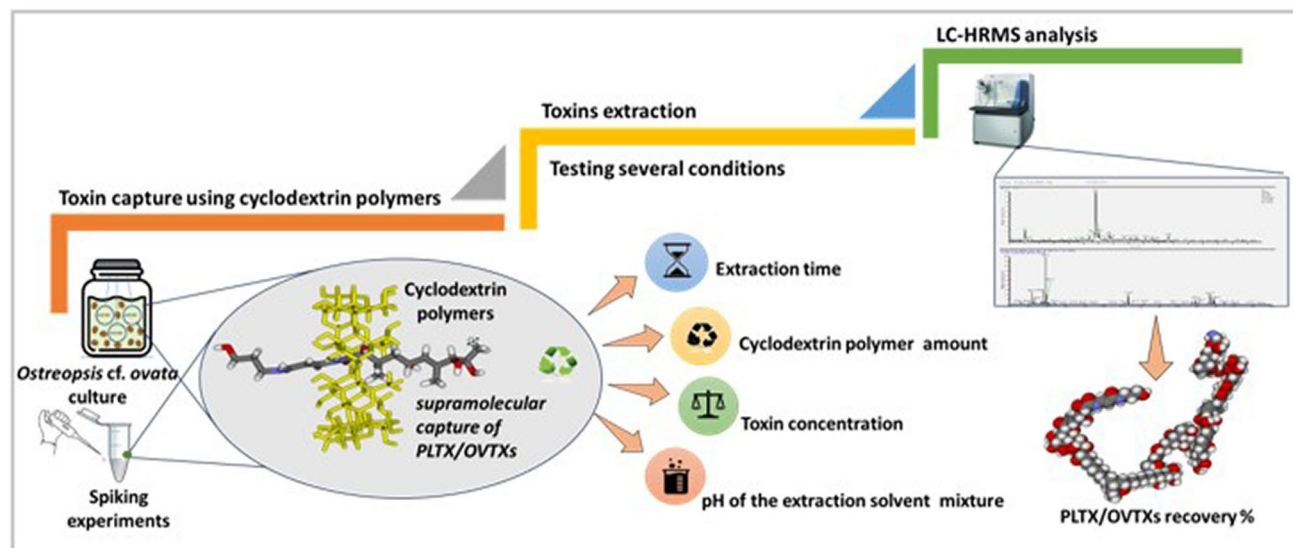 LC-HRMS analysis
Toxins extraction
Testing several conditions
Toxin capture using cyclodextrin polymers
Cyclodextrin
polymers
supramolecular
capture of
PLTX/OVTXs
Ostreopsis cf. ovata
culture
Spiking
experiments
Extraction time
Cyclodextrin polymer amount
Toxin concentration
pH of the extraction solvent mixture
PLTX/OVTXs recovery %